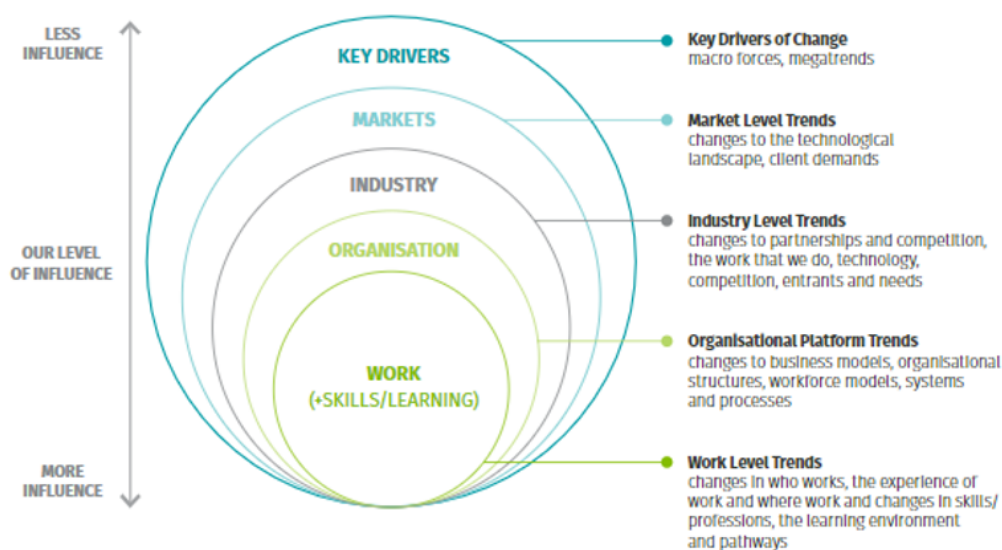 LESS
INFLUENCE
OUR LEVEL
OF INFLUENCE
MORE
INFLUENCE
KEY DRIVERS
MARKETS
INDUSTRY
ORGANISATION
WORK
(+SKILLS/LEARNING)
Key Drivers of Change
macro forces, megatrends
Market Level Trends
changes to the technological
landscape, client demands
Industry Level Trends
changes to partnerships and competition,
the work that we do, technology,
competition, entrants and needs
Organisational Platform Trends
changes to business models, organisational
structures, workforce models, systems
and processes
Work Level Trends
changes in who works, the experience of
work and where work and changes in skills/
professions, the learning environment
and pathways